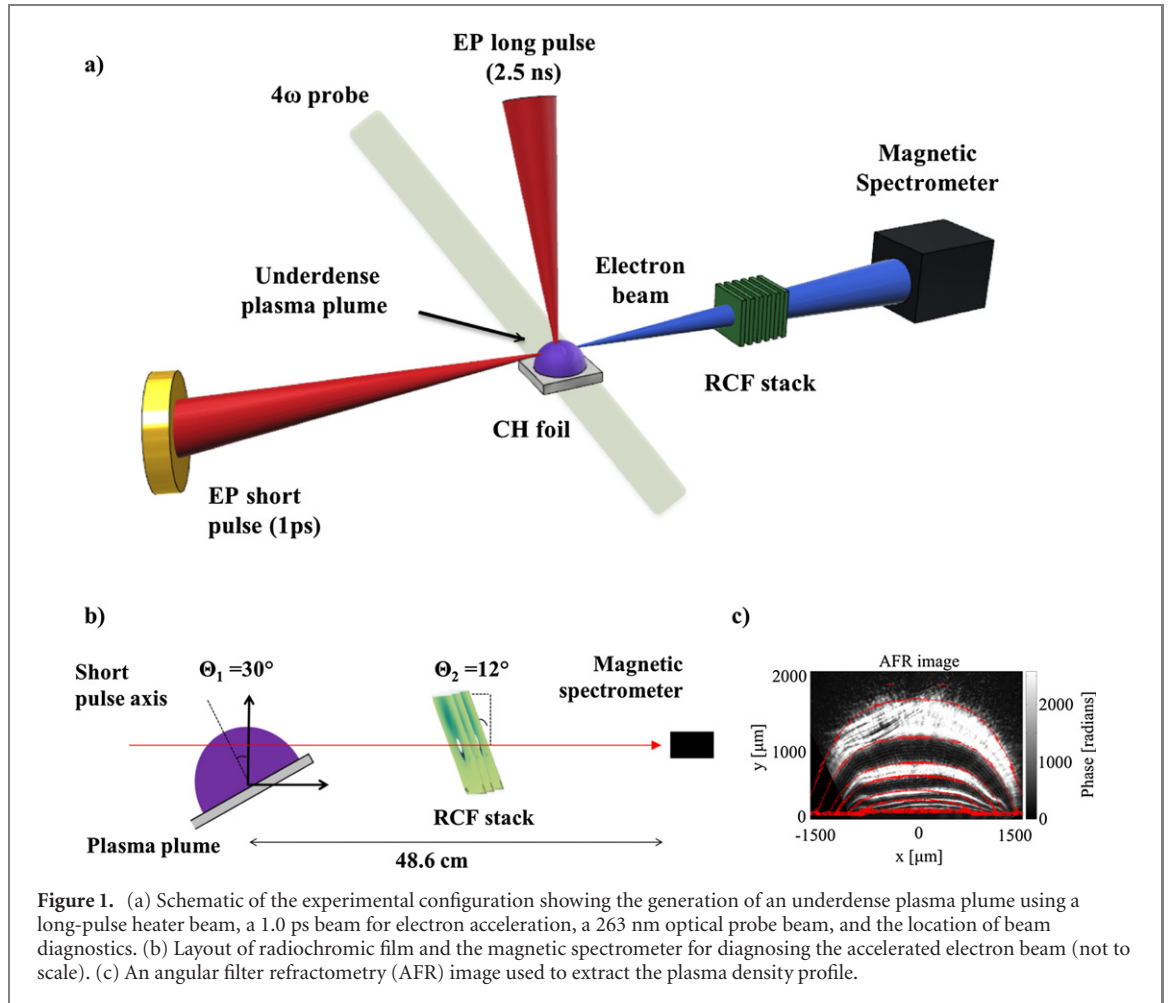 a)
EP long pulse
(2.5 ns)
4ω probe
Magnetic
Spectrometer
Electron
beam
Underdense
plasma plume
RCF stack
CH foil
EP short
pulse (1ps)
b)
Short
pulse axis
Θ1 =30°
Θ2 =12°
Magnetic
spectrometer
RCF stack
Plasma plume
48.6 cm
c)
AFR image
2000
1000
0
y [μm]
-1500 0 1500
x [μm]
2000
1000
0
Phase [radians]
Figure 1. (a) Schematic of the experimental configuration showing the generation of an underdense plasma plume using a
long-pulse heater beam, a 1.0 ps beam for electron acceleration, a 263 nm optical probe beam, and the location of beam
diagnostics. (b) Layout of radiochromic film and the magnetic spectrometer for diagnosing the accelerated electron beam (not to
scale). (c) An angular filter refractometry (AFR) image used to extract the plasma density profile.